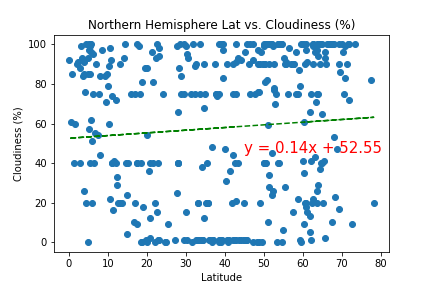 Northern Hemisphere Lat vs. Cloudiness (%)
100
80
60
40
20
0
Cloudiness (%)
y = 0.14x + 52.55
0 10 20 30 40 50 60 70 80
Latitude